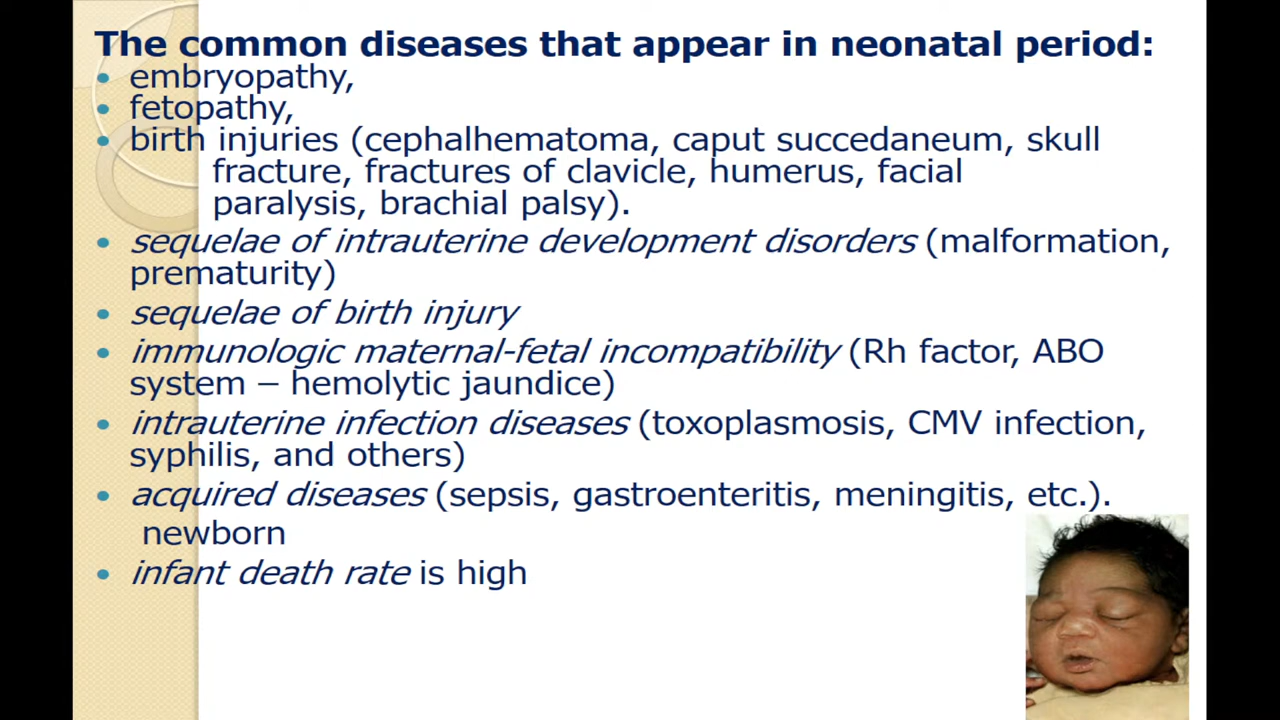 The common diseases that appear in neonatal period:
• embryopathy,
• fetopathy,
• birth injuries (cephalhematoma, caput succedaneum, skull
fracture, fractures of clavicle, humerus, facial
paralysis, brachial palsy).
• sequelae of intrauterine development disorders (malformation,
prematurity)
• sequelae of birth injury
• immunologic maternal-fetal incompatibility (Rh factor, ABO
system – hemolytic jaundice)
• intrauterine infection diseases (toxoplasmosis, CMV infection,
syphilis, and others)
• acquired diseases (sepsis, gastroenteritis, meningitis, etc.).
newborn
• infant death rate is high